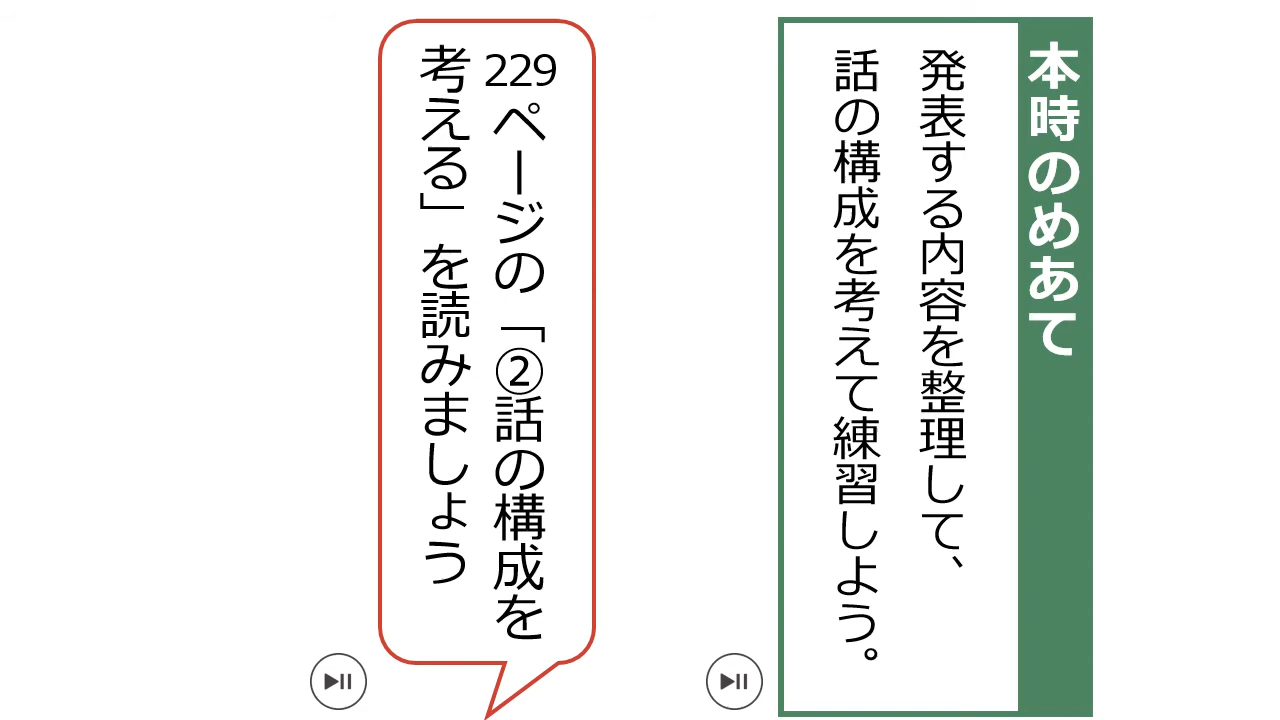 本時のめあて
発表する内容を整理して、
話の構成を考えて練習しよう。
229ページの「②話の構成を
考える」を読みましょう